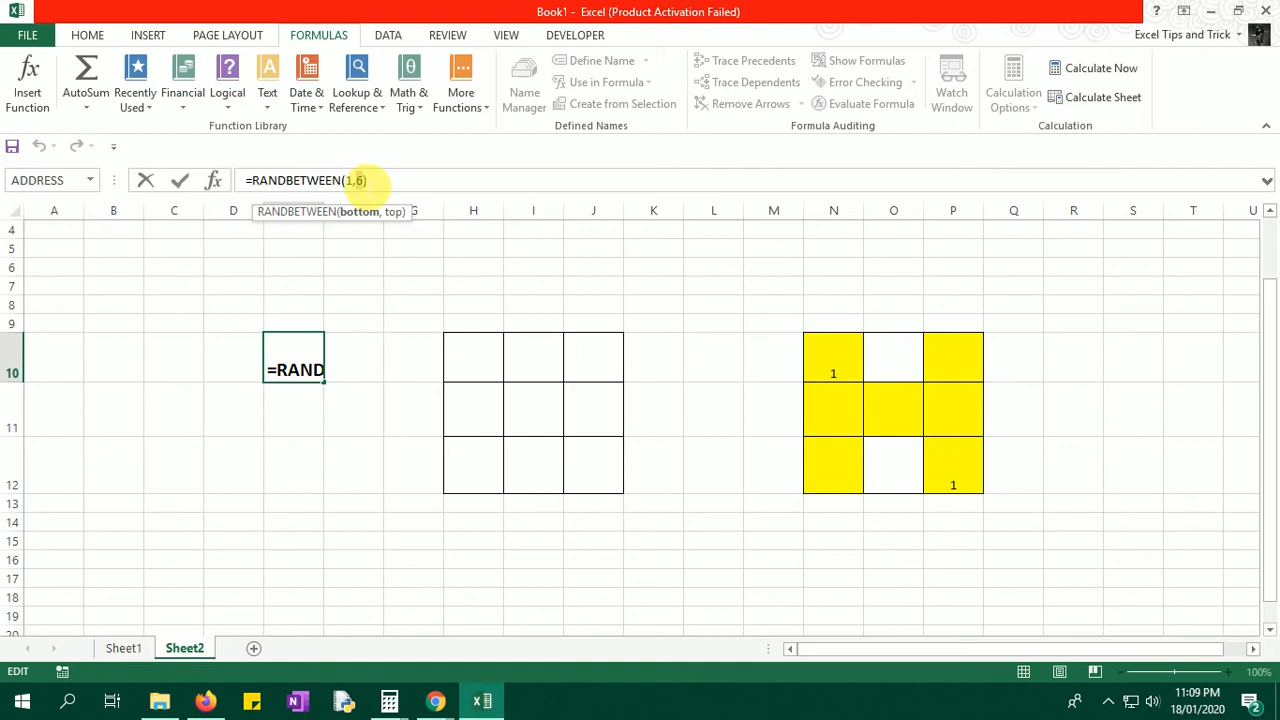 Book1 - Excel (Product Activation Failed)
FILE HOME INSERT PAGE LAYOUT FORMULAS DATA REVIEW VIEW DEVELOPER
Excel Tips and Trick
Insert Function
AutoSum
Recently Used
Financial
Logical
Text
Date & Time
Lookup & Reference
Math & Trig
More Functions
Function Library
Name Manager
Define Name
Use in Formula
Create from Selection
Defined Names
Trace Precedents
Trace Dependents
Remove Arrows
Show Formulas
Error Checking
Evaluate Formula
Formula Auditing
Watch Window
Calculation Options
Calculate Now
Calculate Sheet
Calculation
ADDRESS
fx
=RANDBETWEEN(1,6)
RANDBETWEEN(bottom, top)
A B C D G H I J K L M N O P Q R S T U
4
5
6
7
8
9
10 =RAND 1
11
12 1
13
14
15
16
17
18
19
20
Sheet1 Sheet2
EDIT
100%
11:09 PM
18/01/2020
2